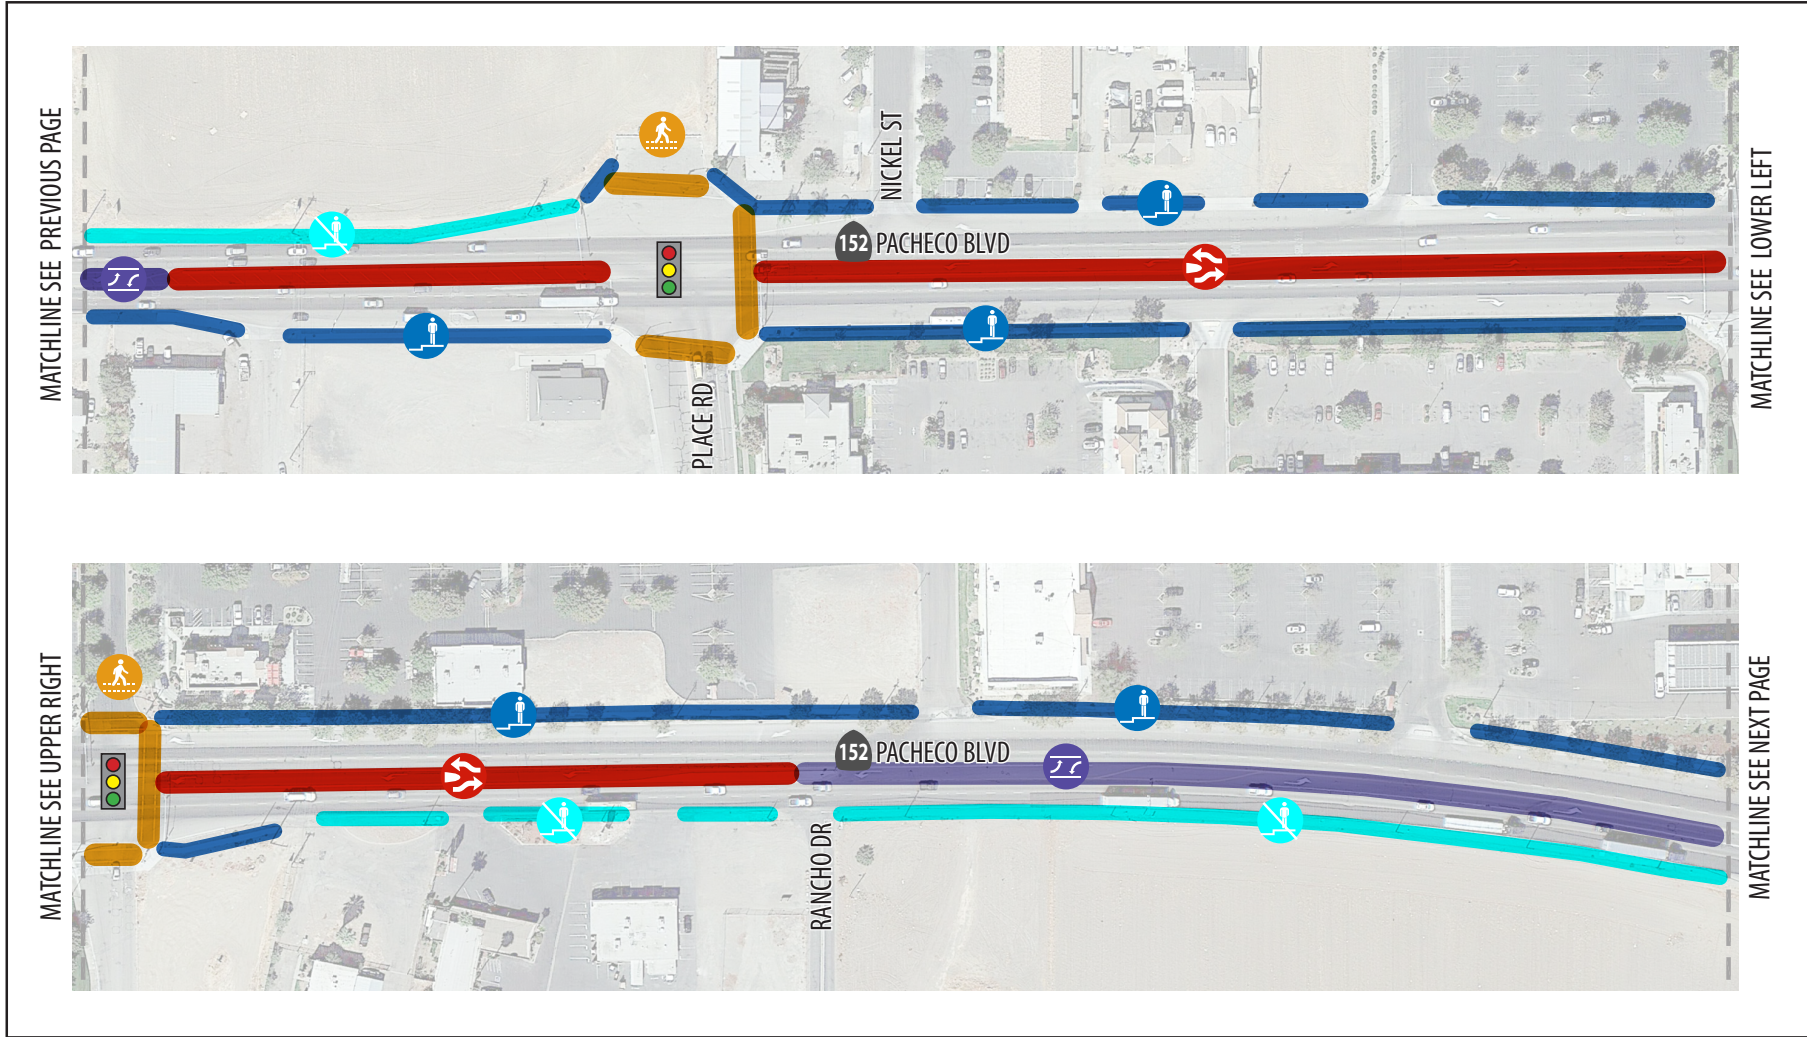 MATCHLINE SEE PREVIOUS PAGE
NICKEL ST
152 PACHECO BLVD
PLACE RD
MATCHLINE SEE LOWER LEFT
MATCHLINE SEE UPPER RIGHT
152 PACHECO BLVD
RANCHO DR
MATCHLINE SEE NEXT PAGE